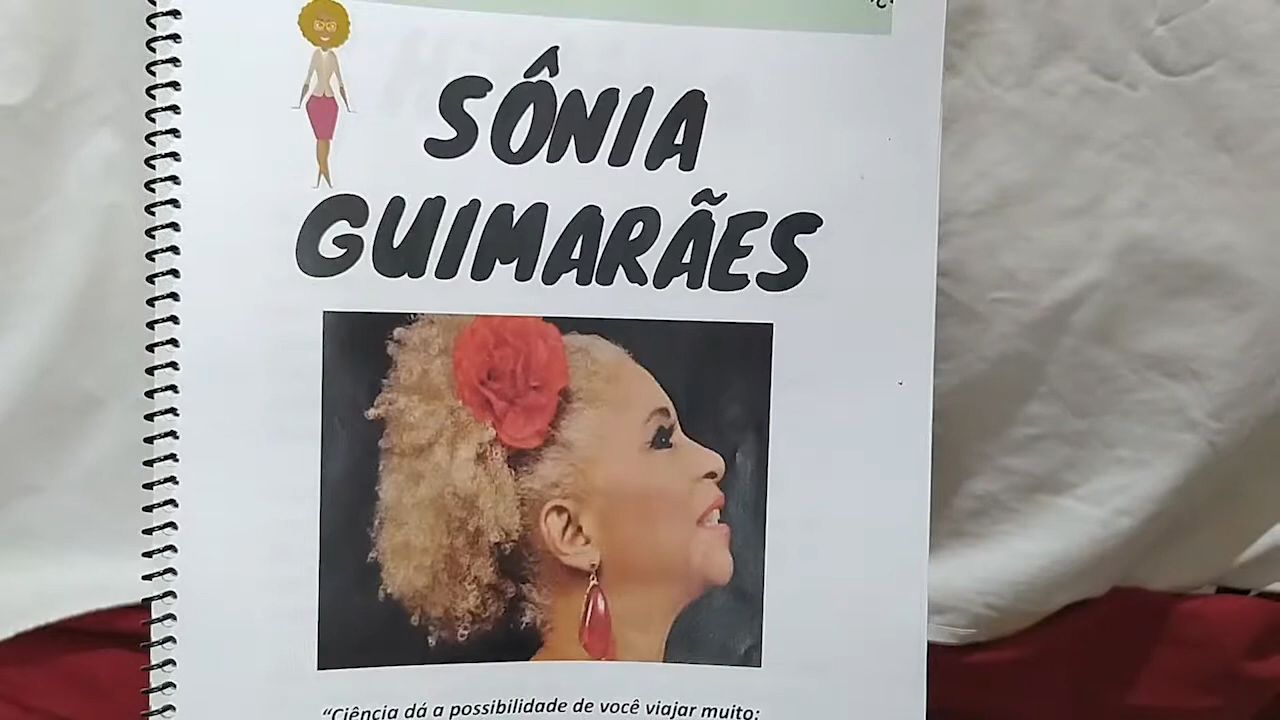 SÔNIA
GUIMARÃES
“Ciência dá a possibilidade de você viajar muito;